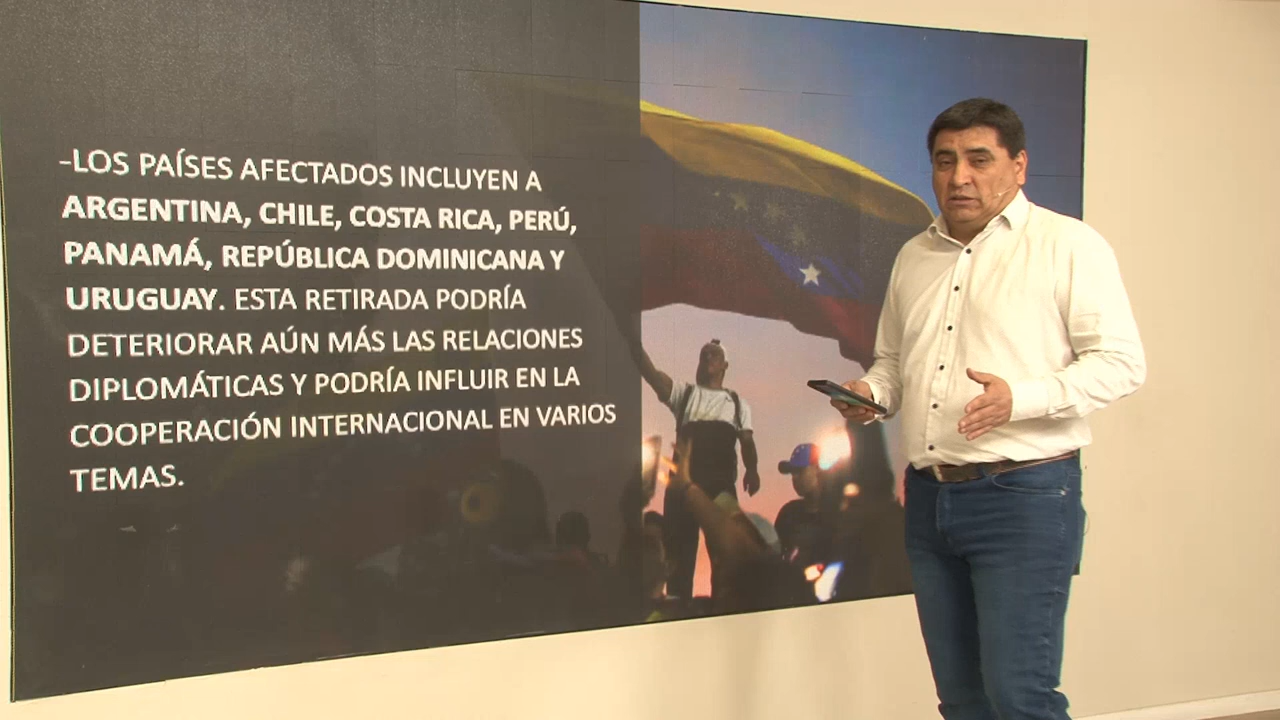 -LOS PAÍSES AFECTADOS INCLUYEN A
ARGENTINA, CHILE, COSTA RICA, PERÚ,
PANAMÁ, REPÚBLICA DOMINICANA Y
URUGUAY. ESTA RETIRADA PODRÍA
DETERIORAR AÚN MÁS LAS RELACIONES
DIPLOMÁTICAS Y PODRÍA INFLUIR EN LA
COOPERACIÓN INTERNACIONAL EN VARIOS
TEMAS.